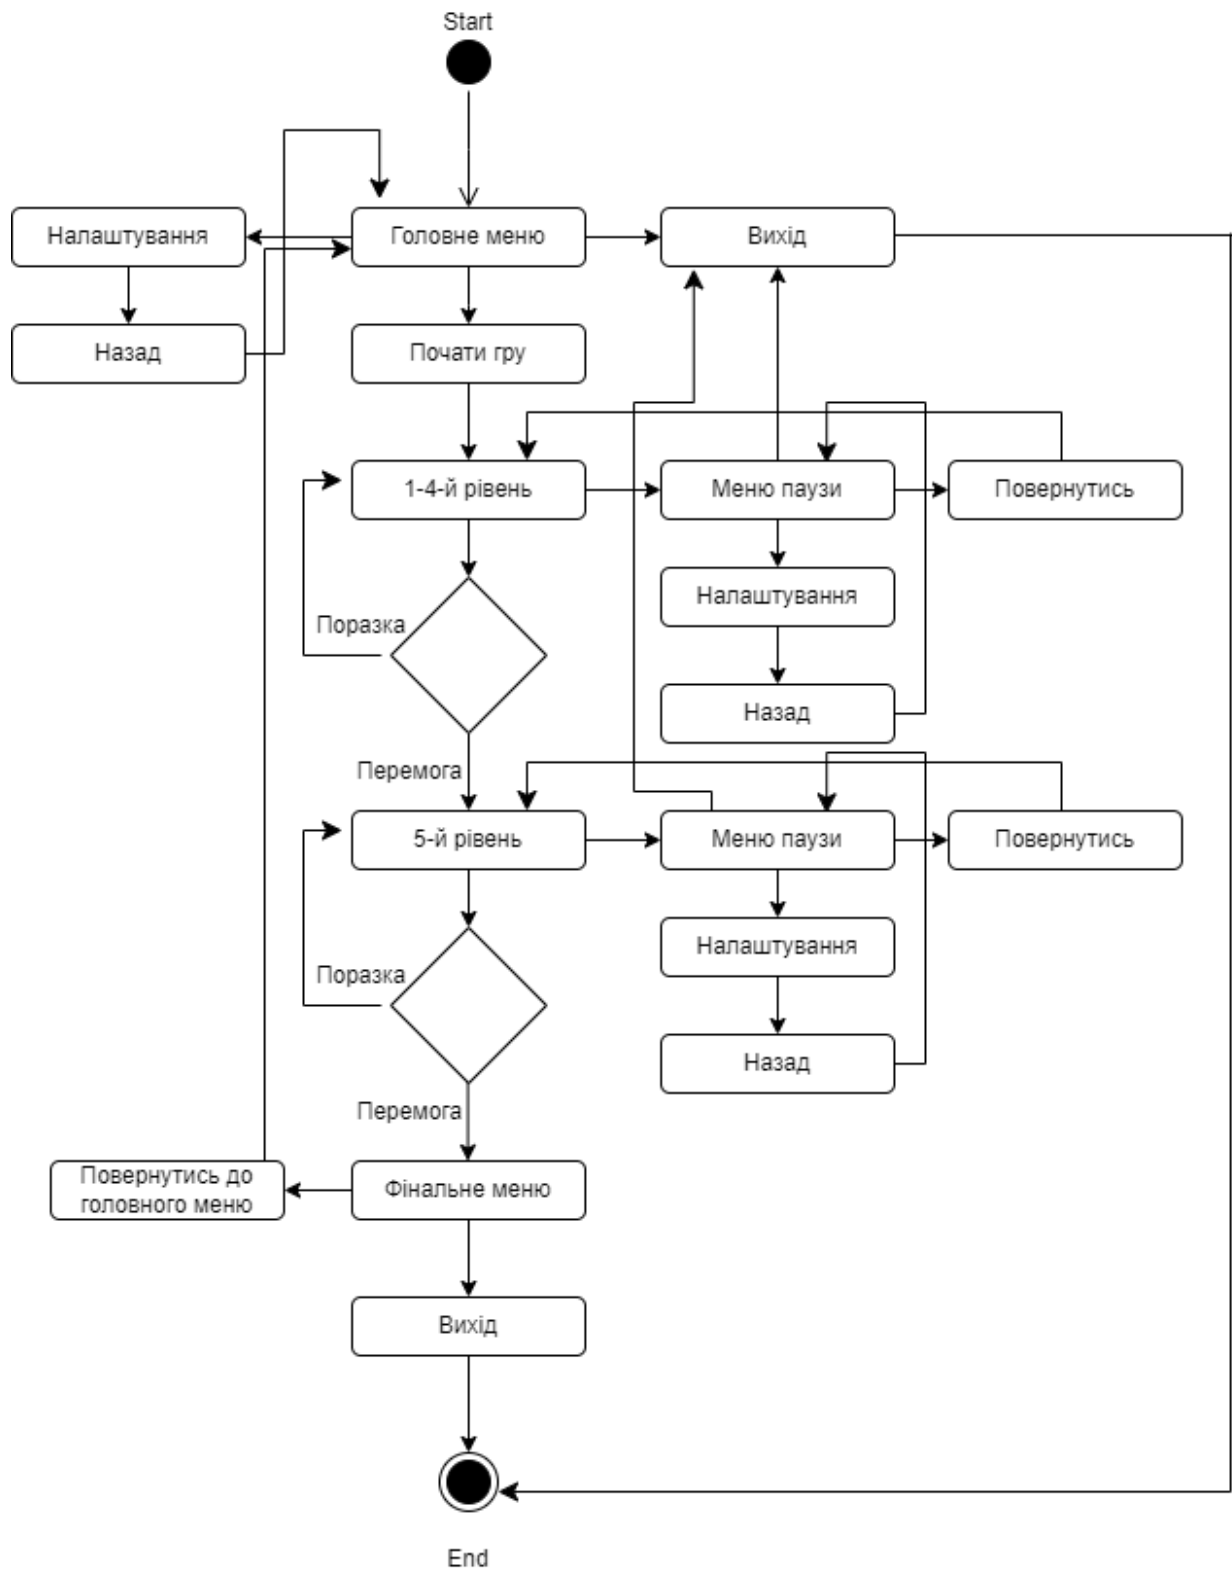 Start
Налаштування
Головне меню
Вихід
Назад
Почати гру
1-4-й рівень
Меню паузи
Повернутись
Налаштування
Поразка
Назад
Перемога
5-й рівень
Меню паузи
Повернутись
Налаштування
Поразка
Назад
Перемога
Повернутись до
головного меню
Фінальне меню
Вихід
End